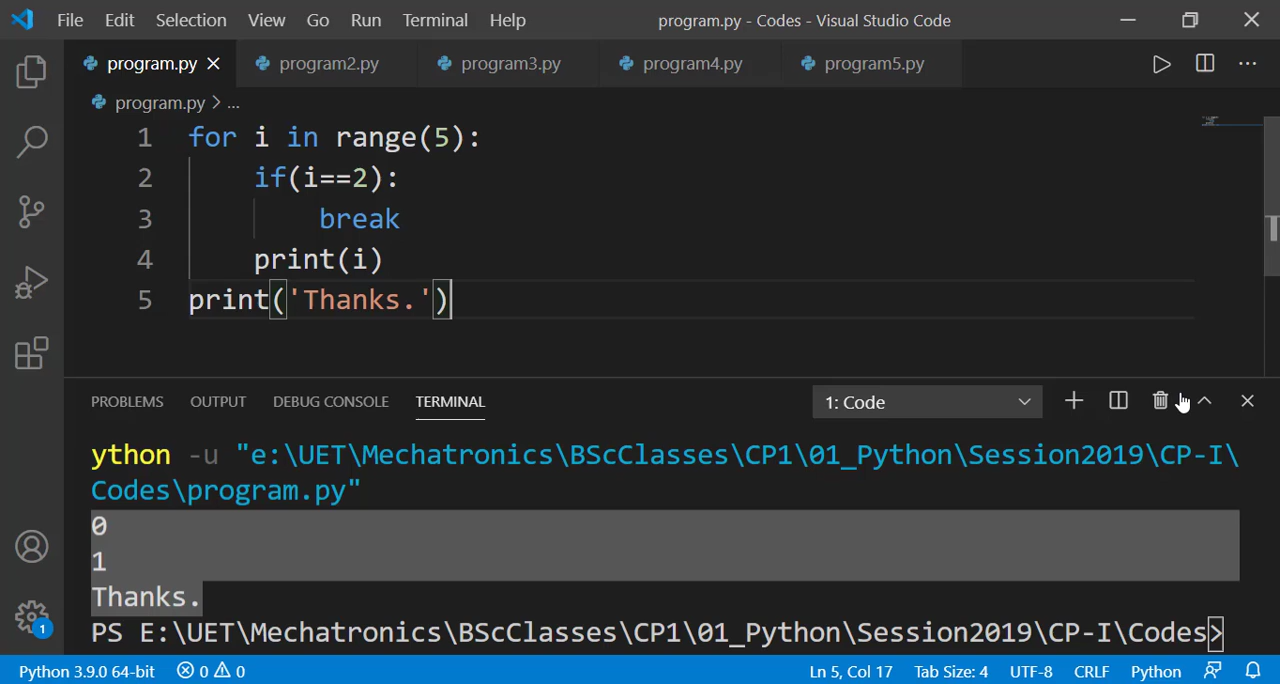 File Edit Selection View Go Run Terminal Help program.py - Codes - Visual Studio Code
program.py program2.py program3.py program4.py program5.py
program.py > ...
1 for i in range(5):
2 if(i==2):
3 break
4 print(i)
5 print('Thanks.')
PROBLEMS OUTPUT DEBUG CONSOLE TERMINAL 1: Code
ython -u "e:\UET\Mechatronics\BScClasses\CP1\01_Python\Session2019\CP-I\
Codes\program.py"
0
1
Thanks.
PS E:\UET\Mechatronics\BScClasses\CP1\01_Python\Session2019\CP-I\Codes>
1
Python 3.9.0 64-bit 0 0 Ln 5, Col 17 Tab Size: 4 UTF-8 CRLF Python